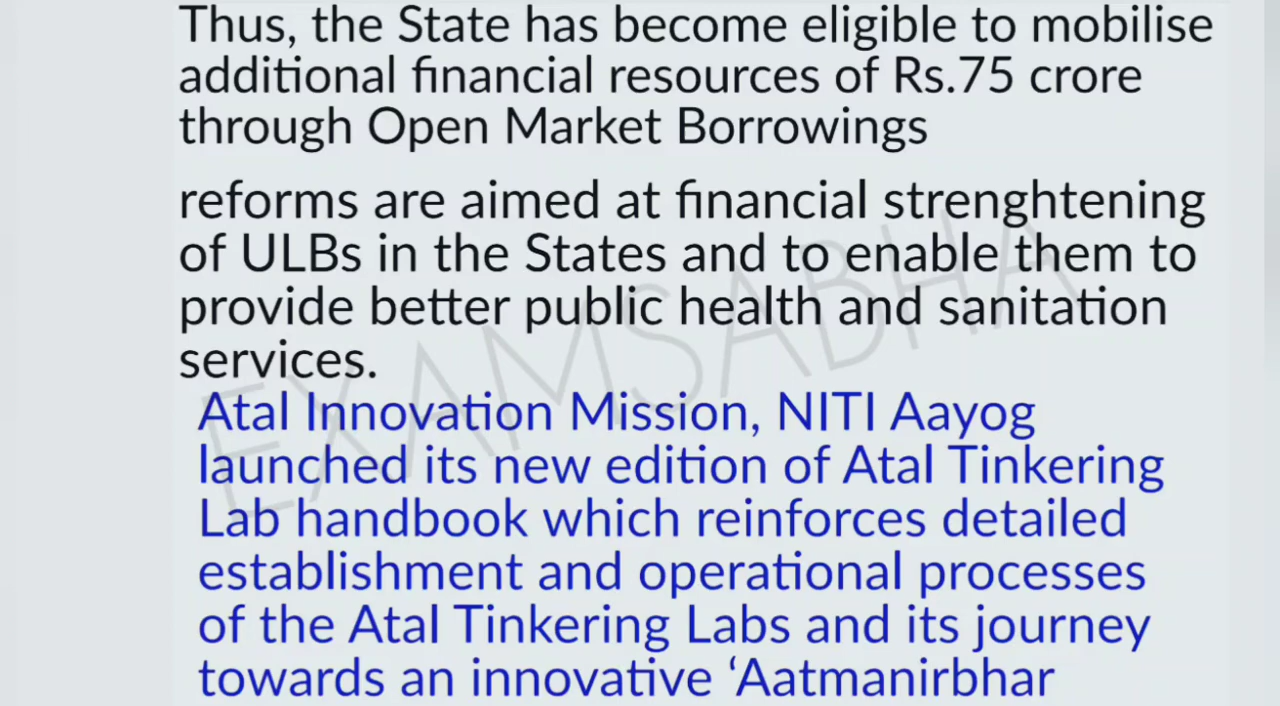 Thus, the State has become eligible to mobilise
additional financial resources of Rs.75 crore
through Open Market Borrowings
reforms are aimed at financial strenghtening
of ULBs in the States and to enable them to
provide better public health and sanitation
services.
EXAMSABHA
Atal Innovation Mission, NITI Aayog
launched its new edition of Atal Tinkering
Lab handbook which reinforces detailed
establishment and operational processes
of the Atal Tinkering Labs and its journey
towards an innovative ‘Aatmanirbhar